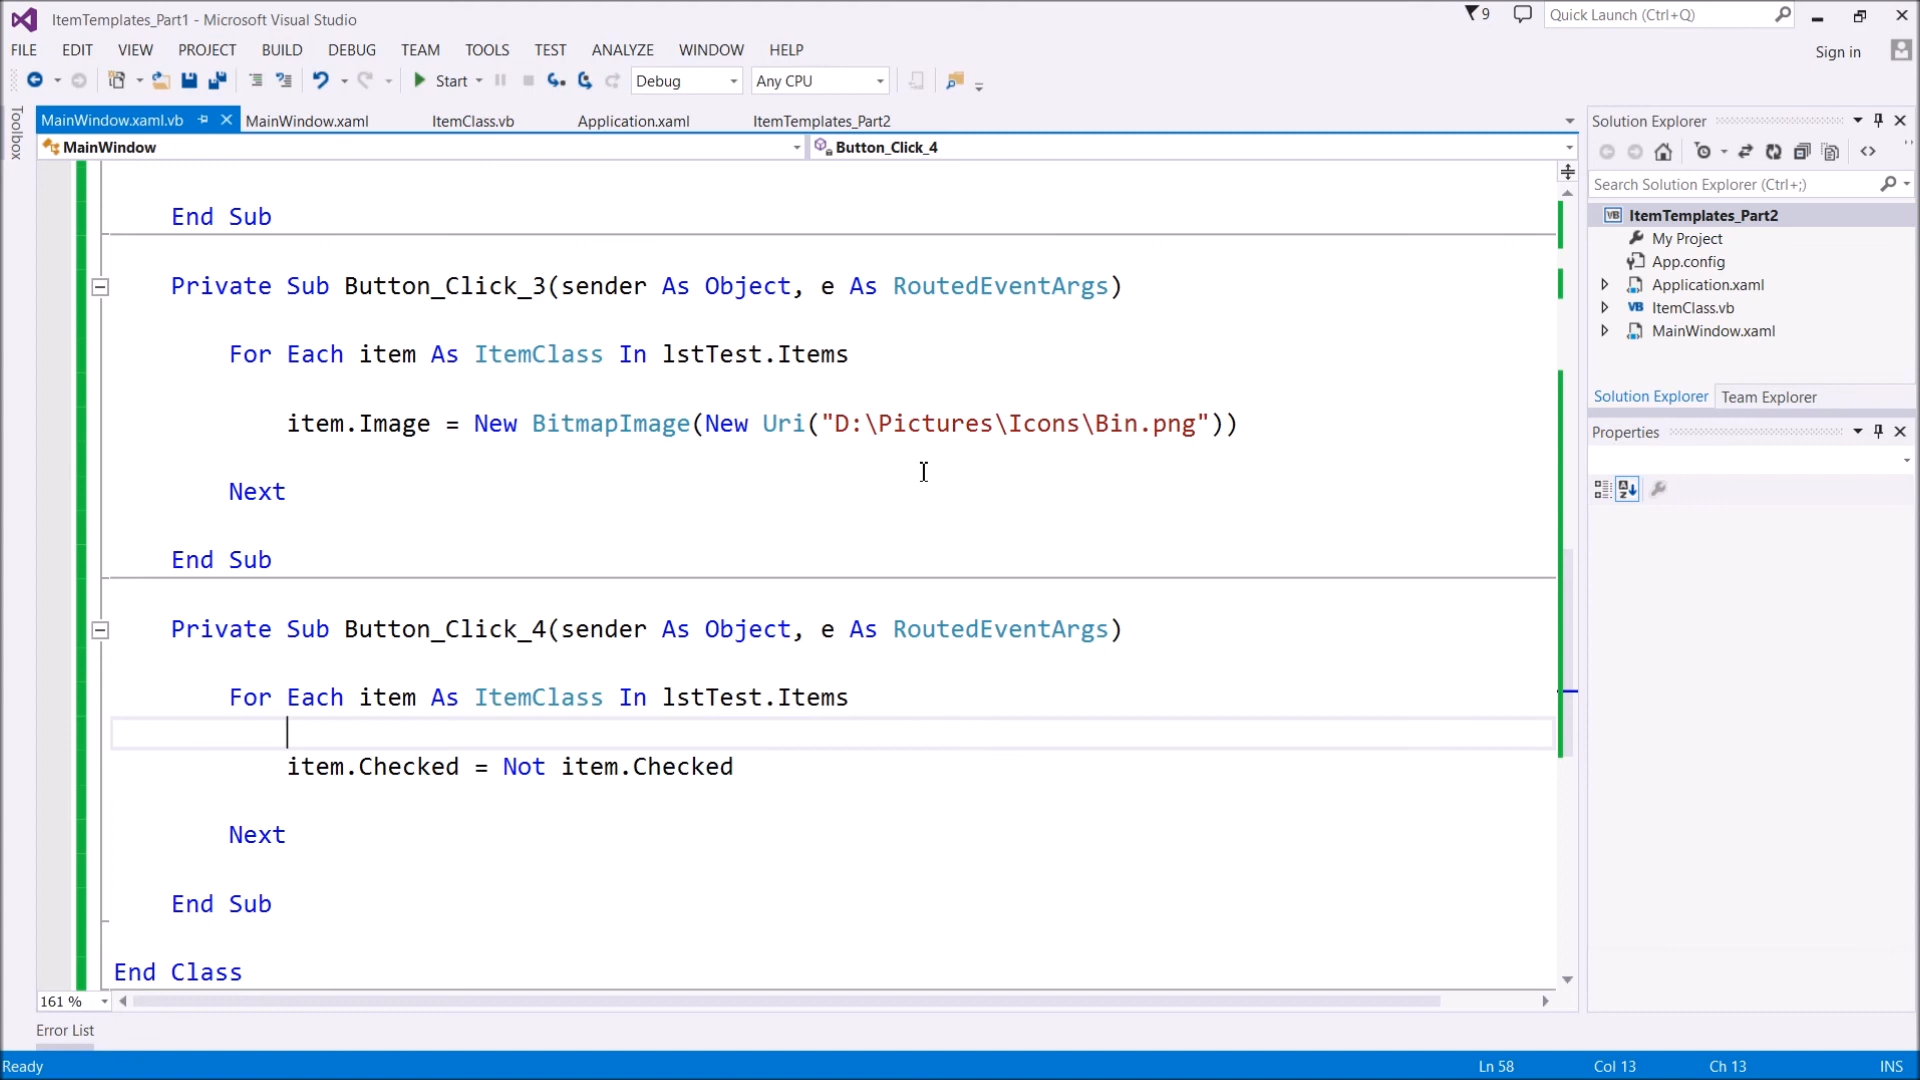 ItemTemplates_Part1 - Microsoft Visual Studio
9
Quick Launch (Ctrl+Q)
FILE EDIT VIEW PROJECT BUILD DEBUG TEAM TOOLS TEST ANALYZE WINDOW HELP
Sign in
Start Debug Any CPU
Toolbox
MainWindow.xaml.vb MainWindow.xaml ItemClass.vb Application.xaml ItemTemplates_Part2
MainWindow Button_Click_4
End Sub
Private Sub Button_Click_3(sender As Object, e As RoutedEventArgs)
For Each item As ItemClass In lstTest.Items
item.Image = New BitmapImage(New Uri("D:\Pictures\Icons\Bin.png"))
Next
End Sub
Private Sub Button_Click_4(sender As Object, e As RoutedEventArgs)
For Each item As ItemClass In lstTest.Items
item.Checked = Not item.Checked
Next
End Sub
End Class
161 %
Error List
Solution Explorer
Search Solution Explorer (Ctrl+;)
VB ItemTemplates_Part2
My Project
App.config
Application.xaml
VB ItemClass.vb
MainWindow.xaml
Solution Explorer Team Explorer
Properties
Ready Ln 58 Col 13 Ch 13 INS